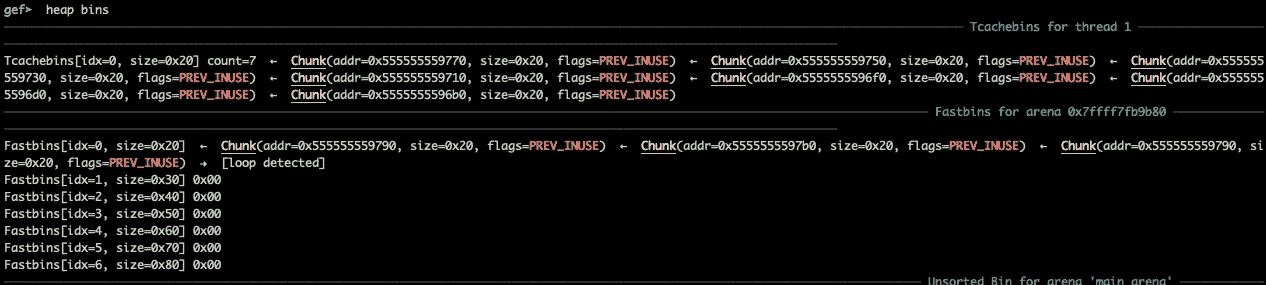 gef➤  heap bins
Tcachebins for thread 1
Tcachebins[idx=0, size=0x20] count=7  ←  Chunk(addr=0x555555559770, size=0x20, flags=PREV_INUSE)  ←  Chunk(addr=0x555555559750, size=0x20, flags=PREV_INUSE)  ←  Chunk(addr=0x555555
559730, size=0x20, flags=PREV_INUSE)  ←  Chunk(addr=0x555555559710, size=0x20, flags=PREV_INUSE)  ←  Chunk(addr=0x5555555596f0, size=0x20, flags=PREV_INUSE)  ←  Chunk(addr=0x555555
5596d0, size=0x20, flags=PREV_INUSE)  ←  Chunk(addr=0x5555555596b0, size=0x20, flags=PREV_INUSE)
Fastbins for arena 0x7ffff7fb9b80
Fastbins[idx=0, size=0x20]  ←  Chunk(addr=0x555555559790, size=0x20, flags=PREV_INUSE)  ←  Chunk(addr=0x5555555597b0, size=0x20, flags=PREV_INUSE)  ←  Chunk(addr=0x555555559790, si
ze=0x20, flags=PREV_INUSE)  →  [loop detected]
Fastbins[idx=1, size=0x30] 0x00
Fastbins[idx=2, size=0x40] 0x00
Fastbins[idx=3, size=0x50] 0x00
Fastbins[idx=4, size=0x60] 0x00
Fastbins[idx=5, size=0x70] 0x00
Fastbins[idx=6, size=0x80] 0x00
Unsorted Bin for arena 'main_arena'